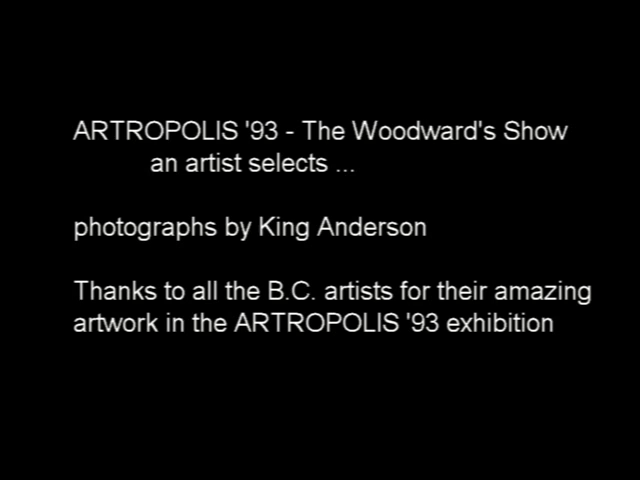 ARTROPOLIS '93 - The Woodward's Show
an artist selects ...
photographs by King Anderson
Thanks to all the B.C. artists for their amazing
artwork in the ARTROPOLIS '93 exhibition